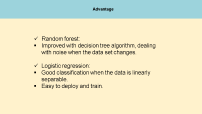 Advantage
✓ Random forest:
▪ Improved with decision tree algorithm, dealing
with noise when the data set changes.
✓ Logistic regression:
▪ Good classification when the data is linearly
separable.
▪ Easy to deploy and train.